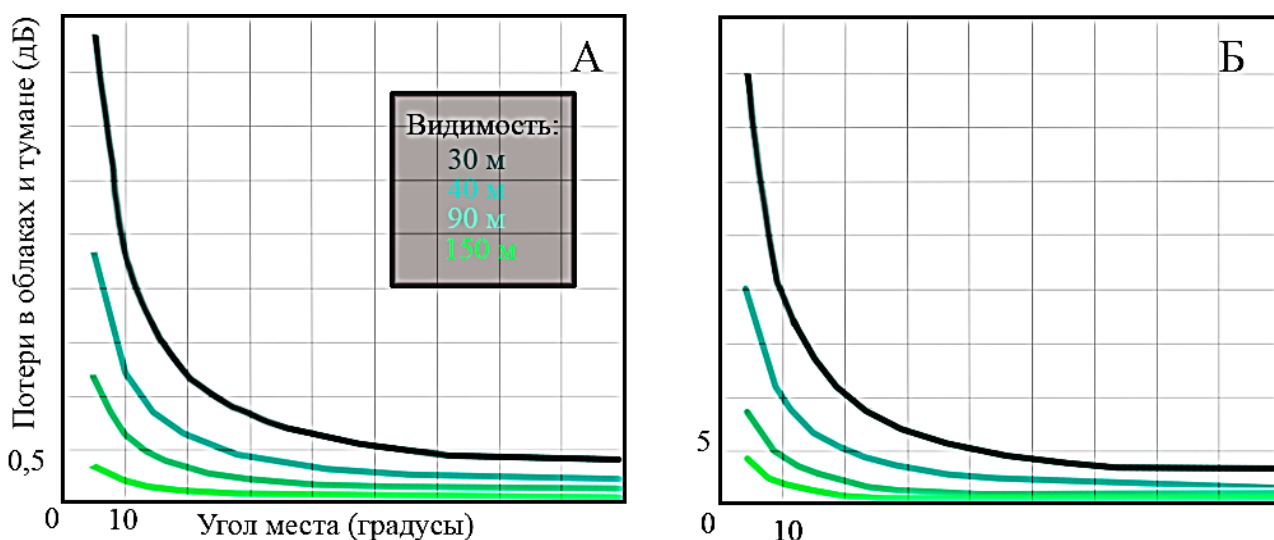 Потери в облаках и тумане (дБ)
А
Видимость:
30 м
40 м
90 м
150 м
0,5
0
10
Угол места (градусы)
Б
5
0
10